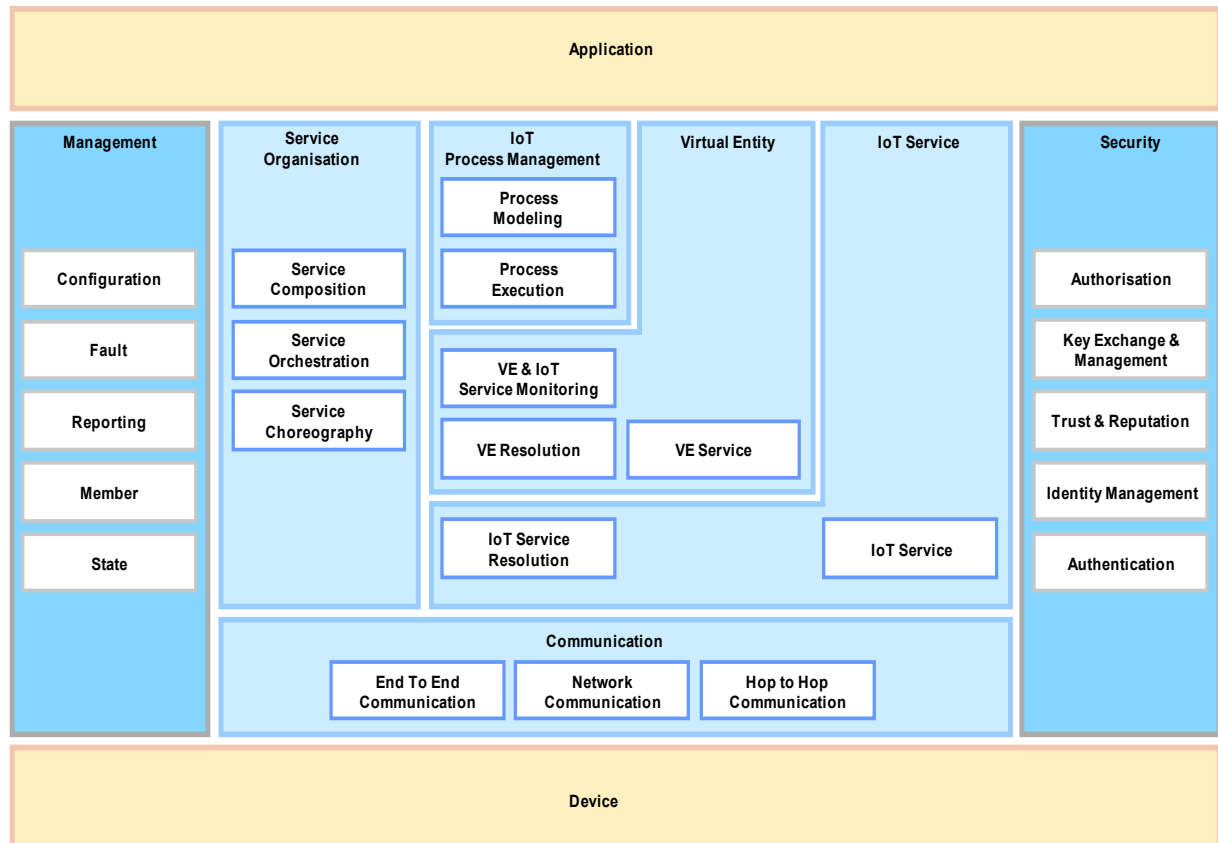 Application
Management
Configuration
Fault
Reporting
Member
State
Service
Organisation
Service
Composition
Service
Orchestration
Service
Choreography
IoT
Process Management
Process
Modeling
Process
Execution
Virtual Entity
VE & IoT
Service Monitoring
VE Resolution
VE Service
IoT Service
IoT Service
Resolution
IoT Service
Security
Authorisation
Key Exchange &
Management
Trust & Reputation
Identity Management
Authentication
Communication
End To End
Communication
Network
Communication
Hop to Hop
Communication
Device